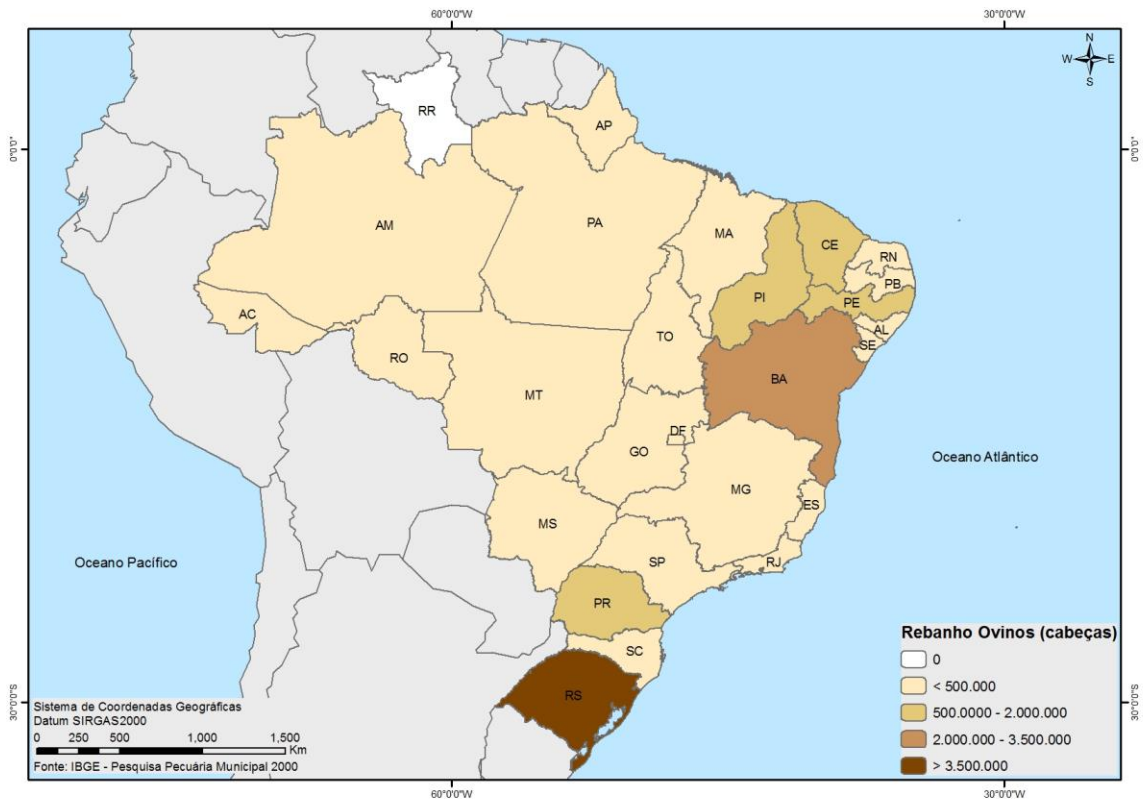 60°0'0"W
30°0'0"W
N
W
E
S
RR
AP
0°0'0"
0°0'0"
AM
PA
MA
CE
RN
PB
PI
PE
AC
TO
AL
SE
RO
BA
MT
DF
GO
MG
Oceano Atlântico
ES
MS
SP
RJ
Oceano Pacífico
PR
SC
RS
Rebanho Ovinos (cabeças)
0
< 500.000
500.0000 - 2.000.000
2.000.000 - 3.500.000
> 3.500.000
30°0'0"S
30°0'0"S
Sistema de Coordenadas Geográficas
Datum SIRGAS2000
0 250 500 1,000 1,500
Km
Fonte: IBGE - Pesquisa Pecuária Municipal 2000
60°0'0"W
30°0'0"W